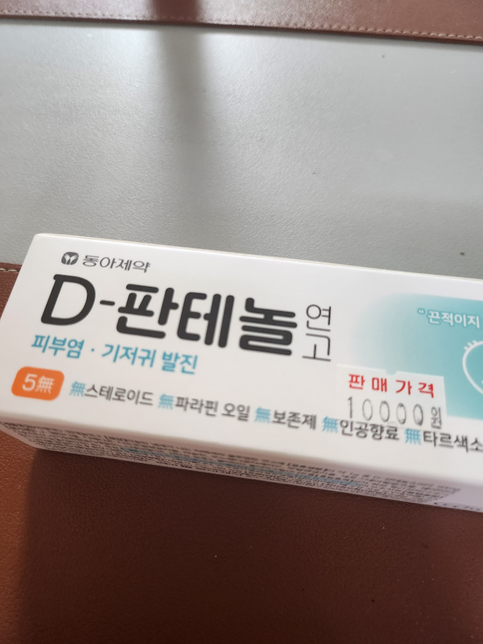 동아제약
D-판테놀 연고
"끈적이지
피부염 · 기저귀 발진
판매가격
10000원
5無 無스테로이드 無파라핀 오일 無보존제 無인공향료 無타르색소